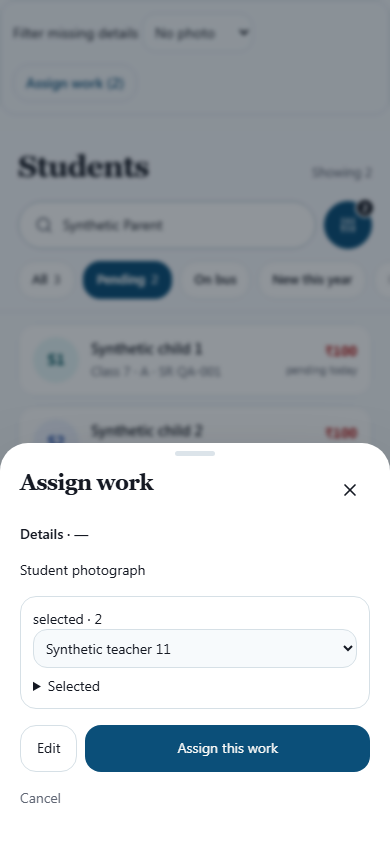 Filter missing details No photo
Assign work (2)
Students
Showing 2
Synthetic Parent
All 3 Pending 2 On bus New this year
S1 Synthetic child 1 ₹100
Class 7 · A · SR QA-001 pending today
Synthetic child 2 ₹100
Assign work
Details · —
Student photograph
selected · 2
Synthetic teacher 11
Selected
Edit Assign this work
Cancel